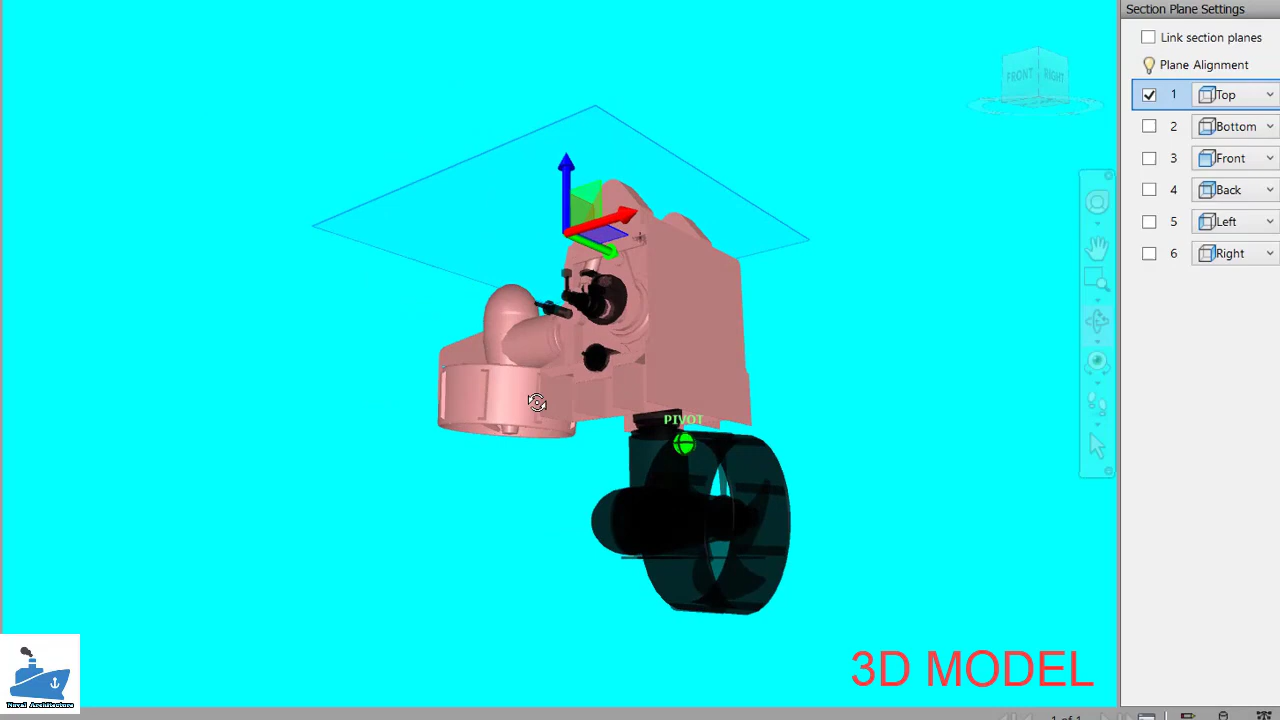 Section Plane Settings
Link section planes
Plane Alignment
1 Top
2 Bottom
3 Front
4 Back
5 Left
6 Right
FRONT RIGHT
PIVOT
3D MODEL
Naval Architecture
1 of 1